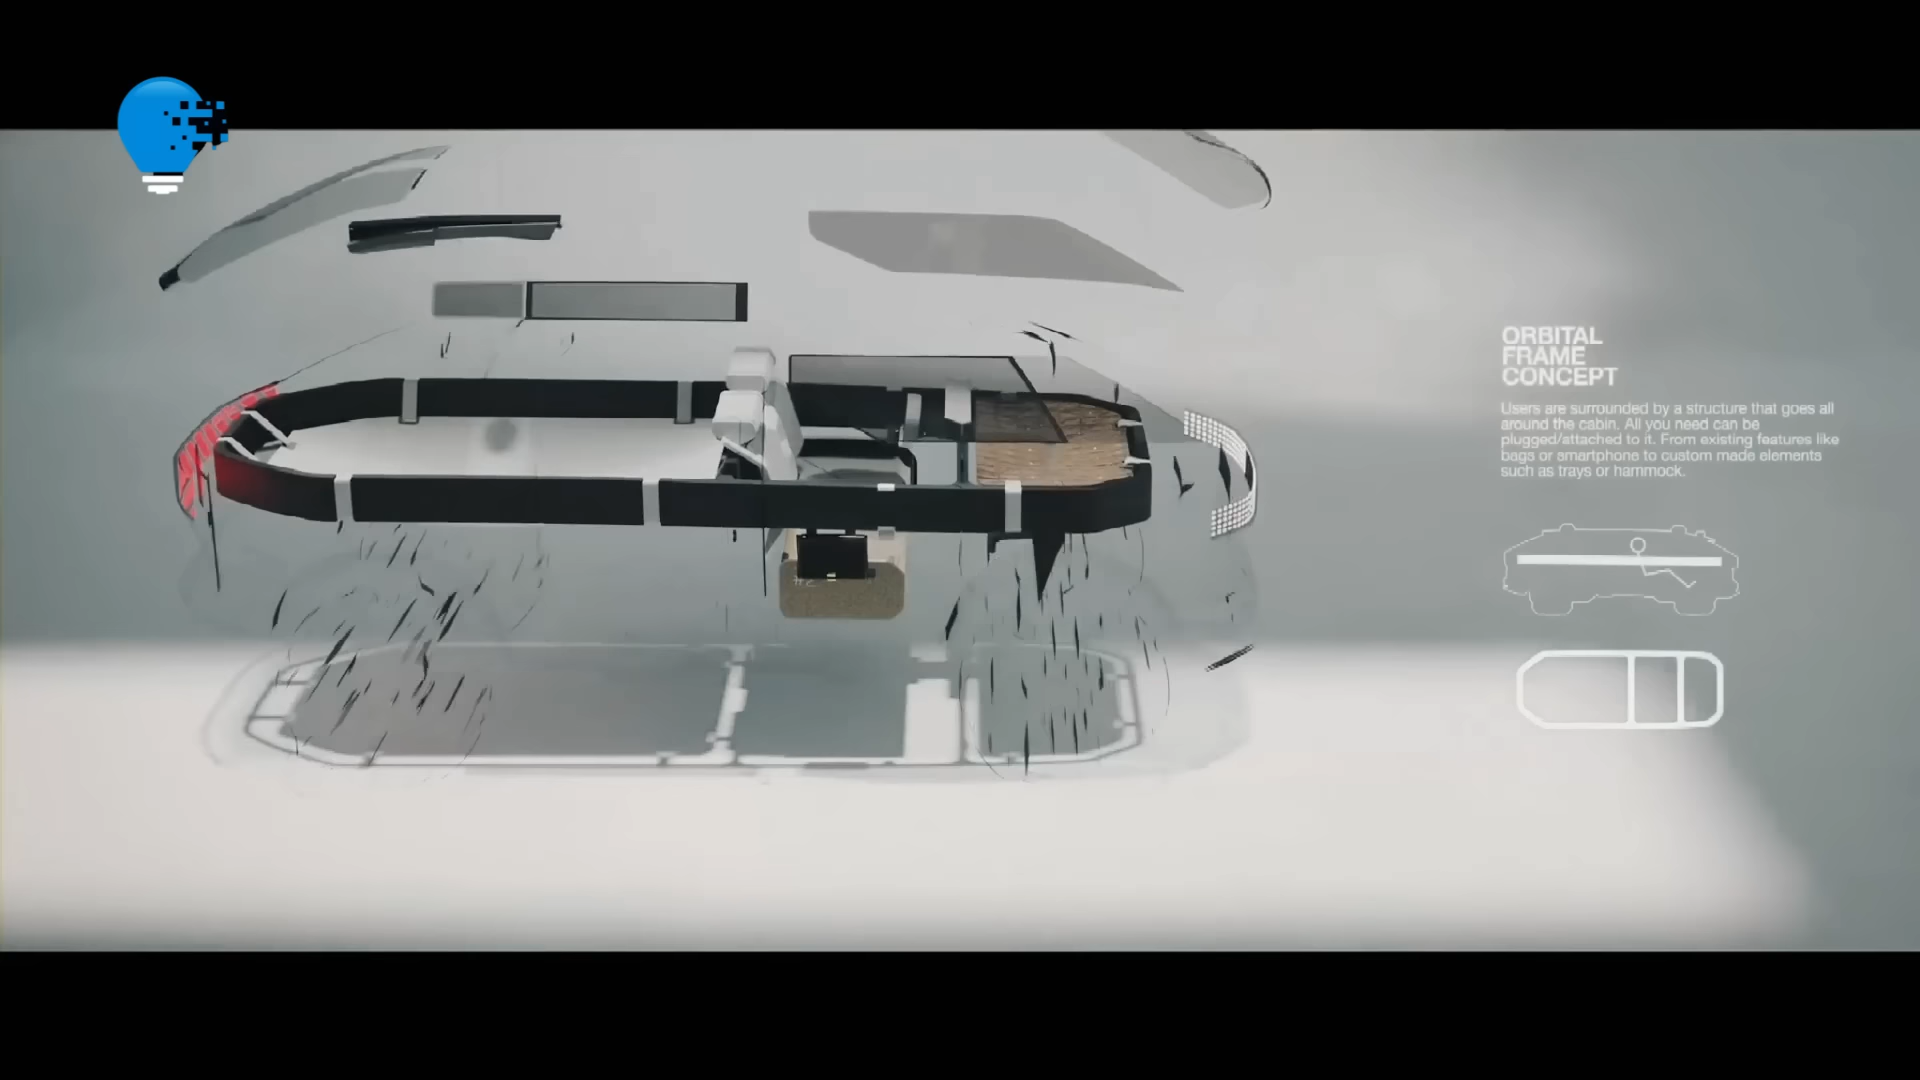 ORBITAL
FRAME
CONCEPT
Users are surrounded by a structure that goes all
around the cabin. All you need can be
plugged/attached to it. From existing features like
bags or smartphone to custom made elements
such as trays or hammock.